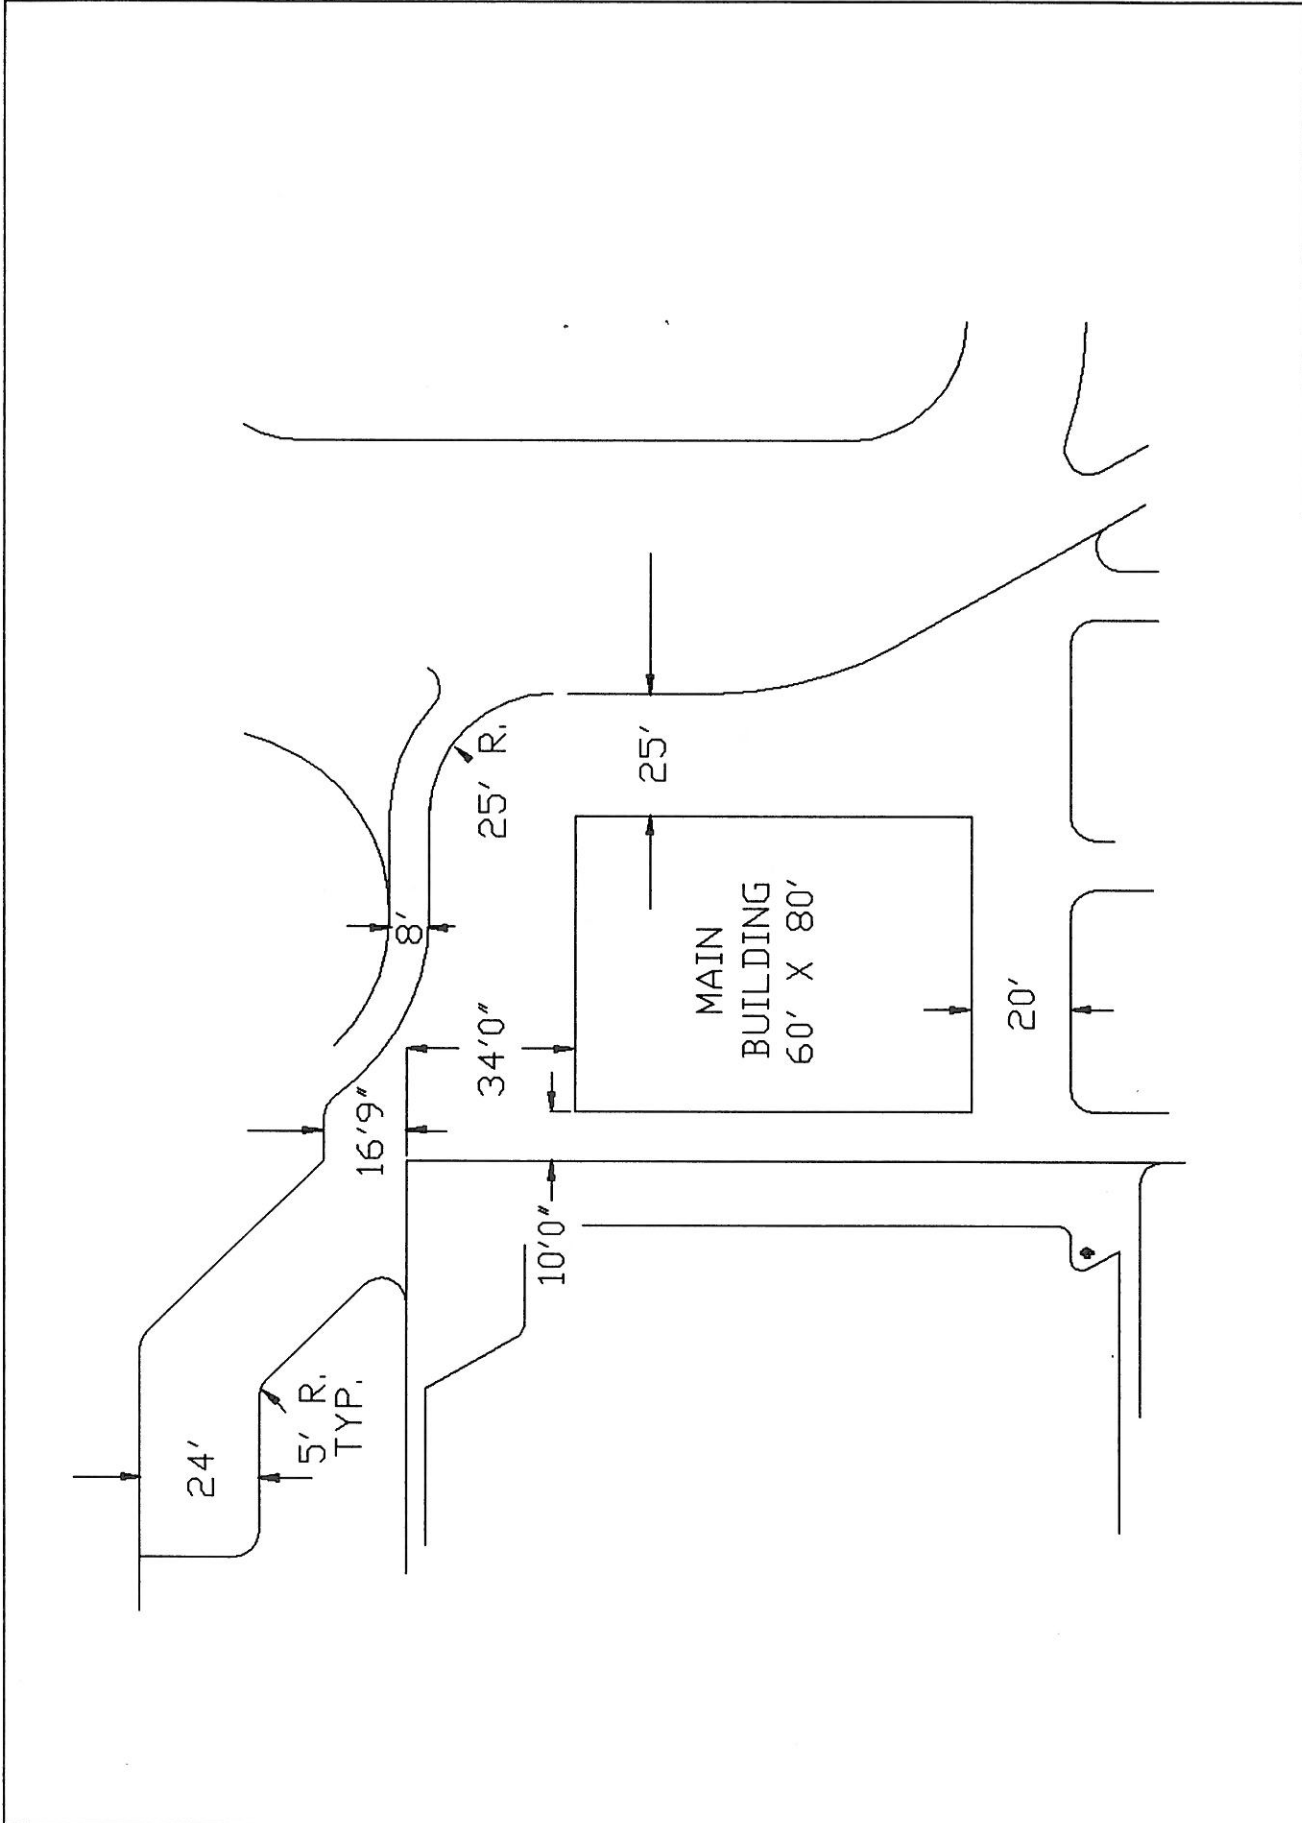 24'
5' R.
TYP.
16'9"
8'
34'0"
25' R.
10'0"
25'
MAIN
BUILDING
60' X 80'
20'